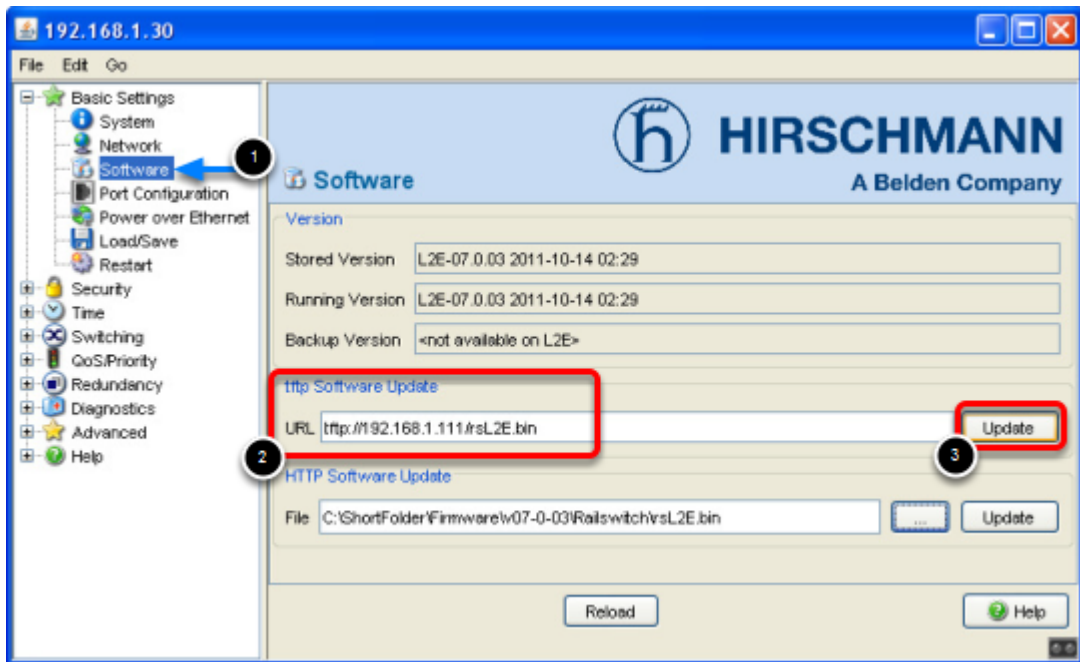 192.168.1.30
File Edit Go
Basic Settings
System
Network
Software
1
Port Configuration
Power over Ethernet
Load/Save
Restart
Security
Time
Switching
QoS/Priority
Redundancy
Diagnostics
Advanced
Help
HIRSCHMANN
A Belden Company
Software
Version
Stored Version L2E-07.0.03 2011-10-14 02:29
Running Version L2E-07.0.03 2011-10-14 02:29
Backup Version <not available on L2E>
tftp Software Update
URL tftp://192.168.1.111/rsL2E.bin Update
2
3
HTTP Software Update
File C:\ShortFolder\Firmware\v07-0-03\Railswitch\rsL2E.bin ... Update
Reload
Help